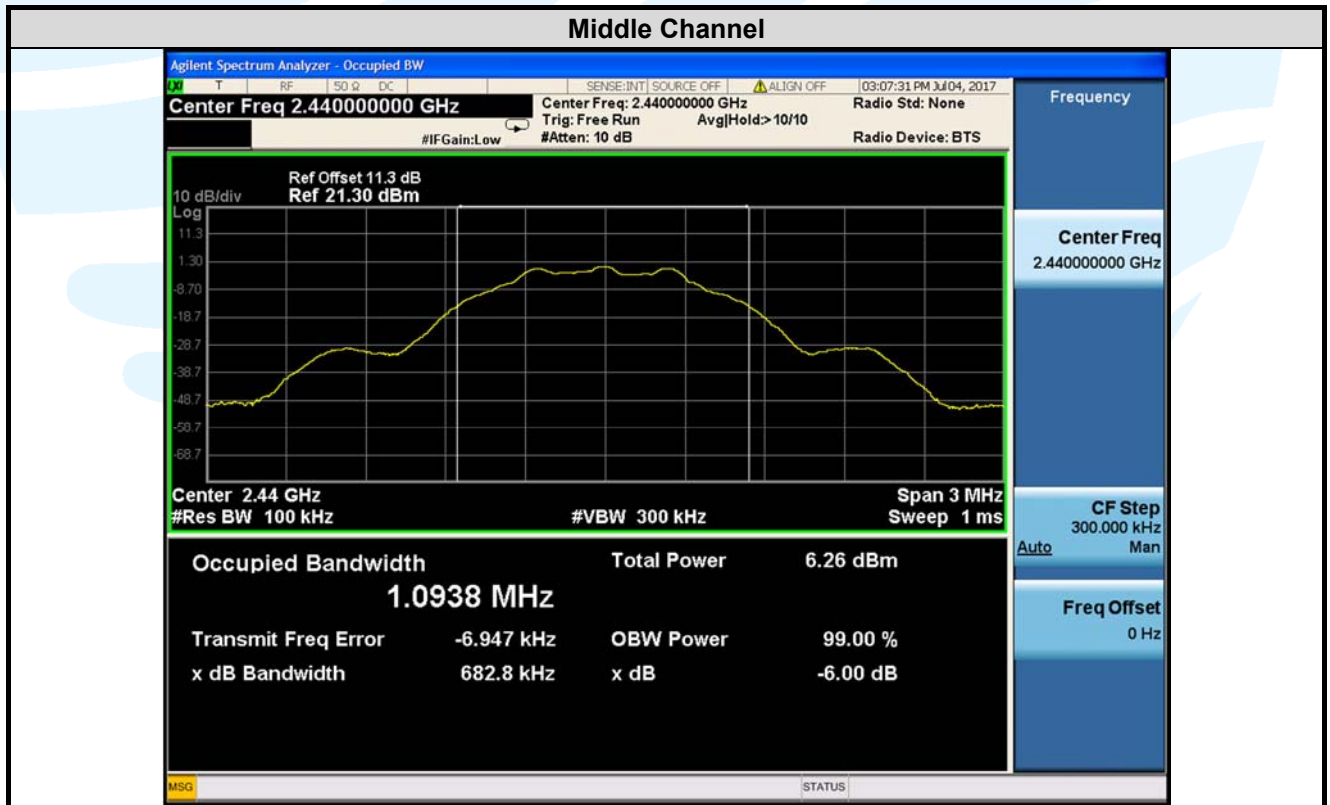 Middle Channel
Agilent Spectrum Analyzer - Occupied BW
LXI T RF 50 Ω DC SENSE:INT SOURCE OFF ALIGN OFF 03:07:31 PM Jul 04, 2017
Center Freq 2.440000000 GHz
Center Freq: 2.440000000 GHz
Radio Std: None
Trig: Free Run Avg|Hold:>10/10
#IFGain:Low
#Atten: 10 dB
Radio Device: BTS
Ref Offset 11.3 dB
10 dB/div Ref 21.30 dBm
Log
11.3
1.30
-8.70
-18.7
-28.7
-38.7
-48.7
-58.7
-68.7
Center 2.44 GHz Span 3 MHz
#Res BW 100 kHz #VBW 300 kHz Sweep 1 ms
Occupied Bandwidth Total Power 6.26 dBm
1.0938 MHz
Transmit Freq Error -6.947 kHz OBW Power 99.00 %
x dB Bandwidth 682.8 kHz x dB -6.00 dB
Frequency
Center Freq
2.440000000 GHz
CF Step
300.000 kHz
Auto Man
Freq Offset
0 Hz
MSG STATUS